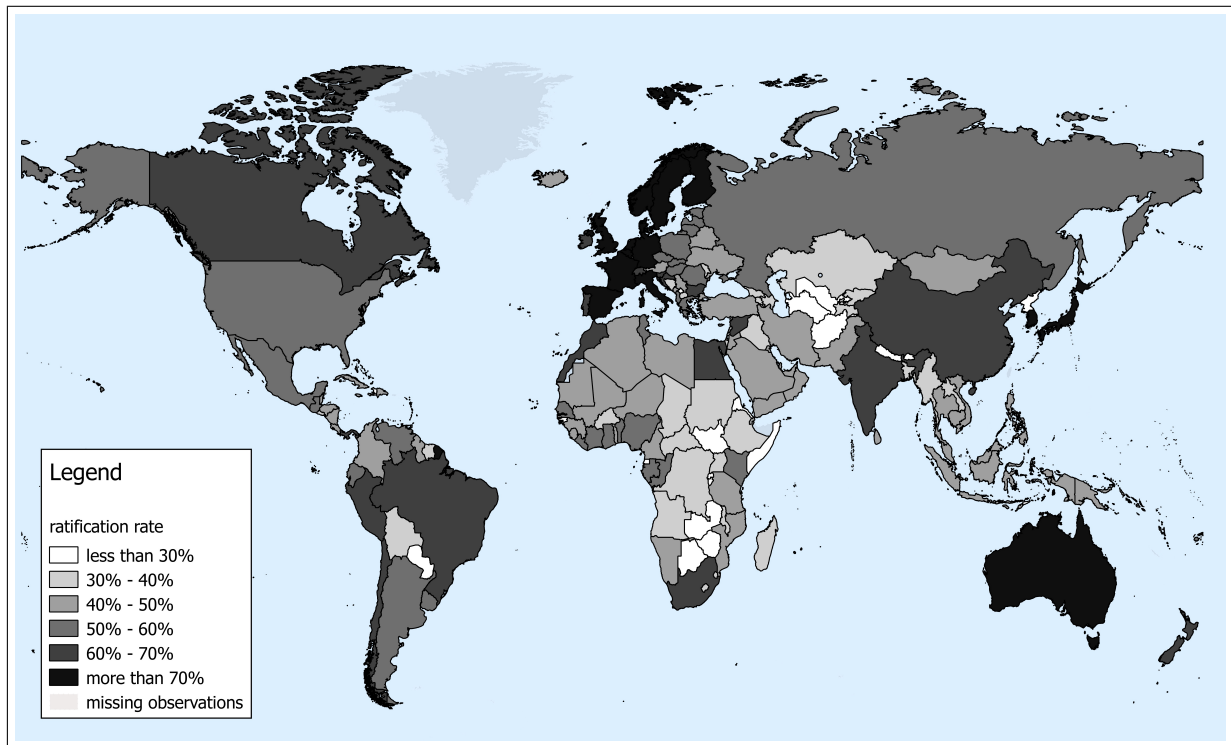 Legend
ratification rate
less than 30%
30% - 40%
40% - 50%
50% - 60%
60% - 70%
more than 70%
missing observations